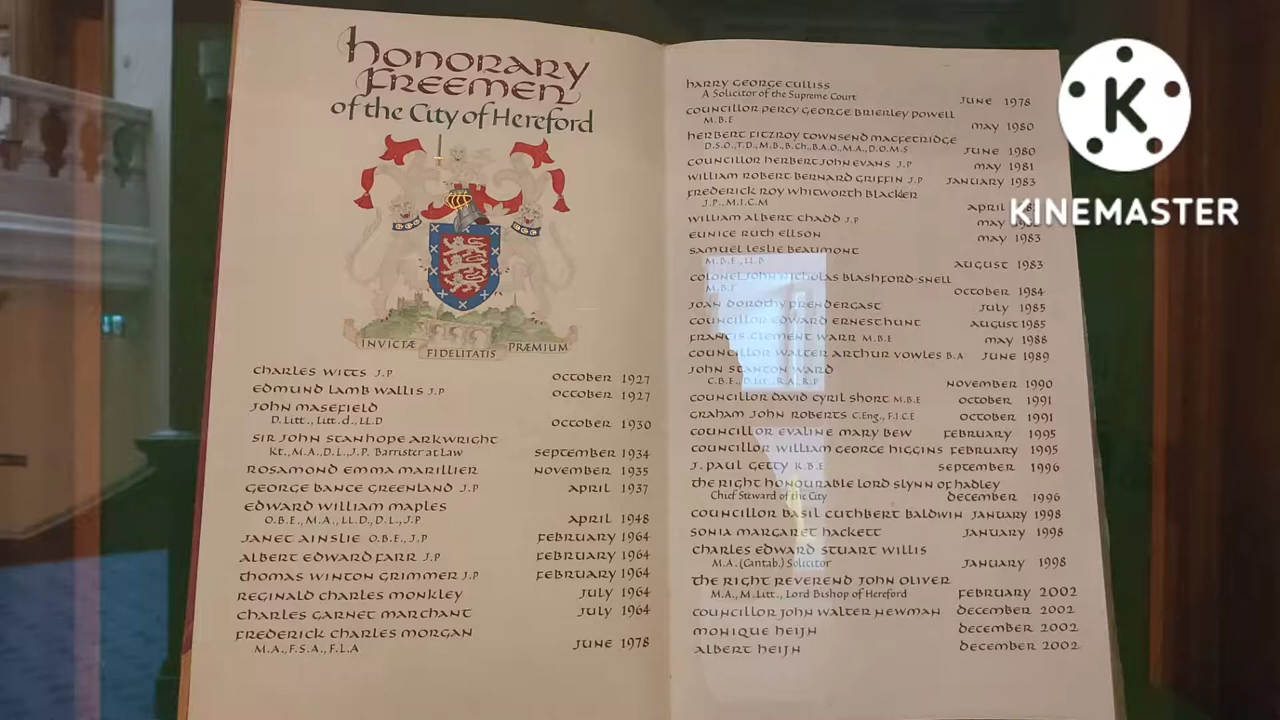 honorary
Freemen
of the City of Hereford
INVICTÆ FIDELITATIS PRÆMIUM
Charles Witts J.P October 1927
Edmund Lamb Wallis J.P October 1927
John Masefield
D. Litt., Litt. d., LL.D October 1930
Sir John Stanhope Arkwright
Kt., M.A., D.L., J.P. Barrister at Law September 1934
Rosamond Emma Marillier November 1935
George Bance Greenland J.P April 1937
Edward William Maples
O.B.E., M.A., LL.D., D.L., J.P April 1948
Janet Ainslie O.B.E., J.P February 1964
Albert Edward Farr J.P February 1964
Thomas Winton Grimmer J.P February 1964
Reginald Charles Monkley July 1964
Charles Garnet Marchant July 1964
Frederick Charles Morgan
M.A., F.S.A., F.L.A June 1978
Harry George Culliss
A Solicitor of the Supreme Court June 1978
Councillor Percy George Brierley Powell
M.B.E May 1980
Herbert Fitzroy Townsend Macfetridge
D.S.O., T.D., M.B., B.Ch., B.A.O., M.A., D.O.M.S June 1980
Councillor Herbert John Evans J.P May 1981
William Robert Bernard Griffin J.P January 1983
Frederick Roy Whitworth Blacker
J.P., M.I.C.M April
William Albert Chadd J.P May
Eunice Ruth Ellson May 1983
Samuel Leslie Beaumont
M.B.E., LL.B August 1983
Colonel John Nicholas Blashford-Snell
M.B.E October 1984
Joan Dorothy Prendergast July 1985
Councillor Edward Ernest Hunt August 1985
Francis Clement Warr M.B.E May 1988
Councillor Walter Arthur Vowles B.A June 1989
John Stanton Ward
C.B.E., D.Litt., R.A., R.P November 1990
Councillor David Cyril Short M.B.E October 1991
Graham John Roberts C.Eng., F.I.C.E October 1991
Councillor Evaline Mary Bew February 1995
Councillor William George Higgins February 1995
J. Paul Getty K.B.E September 1996
The Right Honourable Lord Slynn of Hadley
Chief Steward of the City December 1996
Councillor Basil Cuthbert Baldwin January 1998
Sonia Margaret Hackett January 1998
Charles Edward Stuart Willis
M.A. (Cantab.) Solicitor January 1998
The Right Reverend John Oliver
M.A., M.Litt., Lord Bishop of Hereford February 2002
Councillor John Walter Newman December 2002
Monique Heijn December 2002
Albert Heijn December 2002
K
KINEMASTER